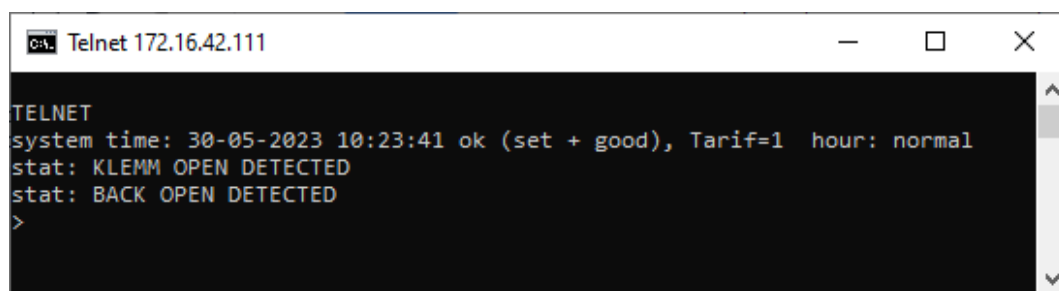 Telnet 172.16.42.111
TELNET
system time: 30-05-2023 10:23:41 ok (set + good), Tarif=1  hour: normal
stat: KLEMM OPEN DETECTED
stat: BACK OPEN DETECTED
>